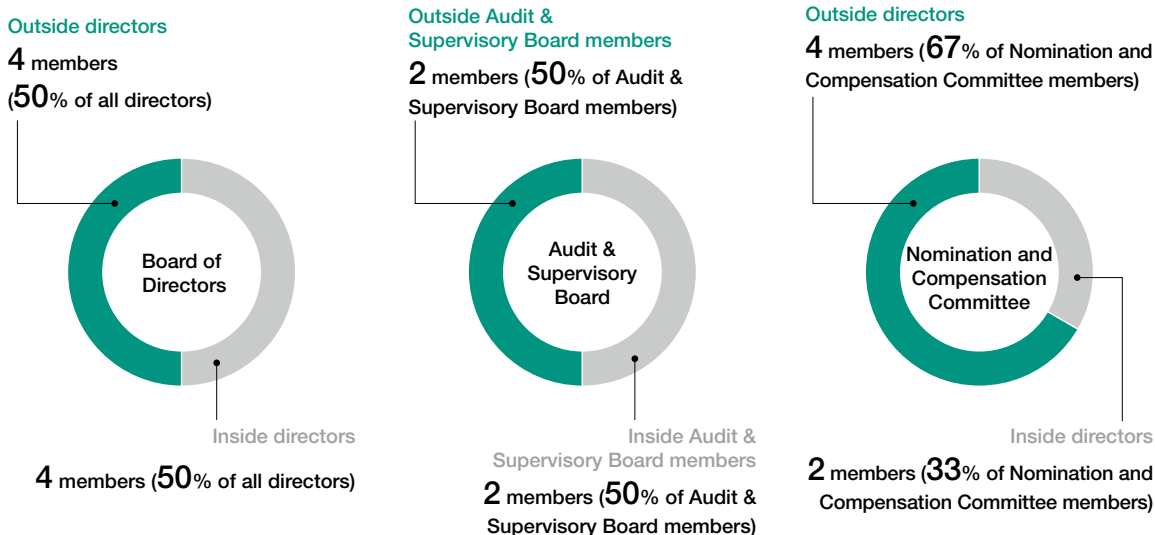 Outside directors
4 members
(50% of all directors)
Board of
Directors
Inside directors
4 members (50% of all directors)
Outside Audit &
Supervisory Board members
2 members (50% of Audit &
Supervisory Board members)
Audit &
Supervisory
Board
Inside Audit &
Supervisory Board members
2 members (50% of Audit &
Supervisory Board members)
Outside directors
4 members (67% of Nomination and
Compensation Committee members)
Nomination and
Compensation
Committee
Inside directors
2 members (33% of Nomination and
Compensation Committee members)